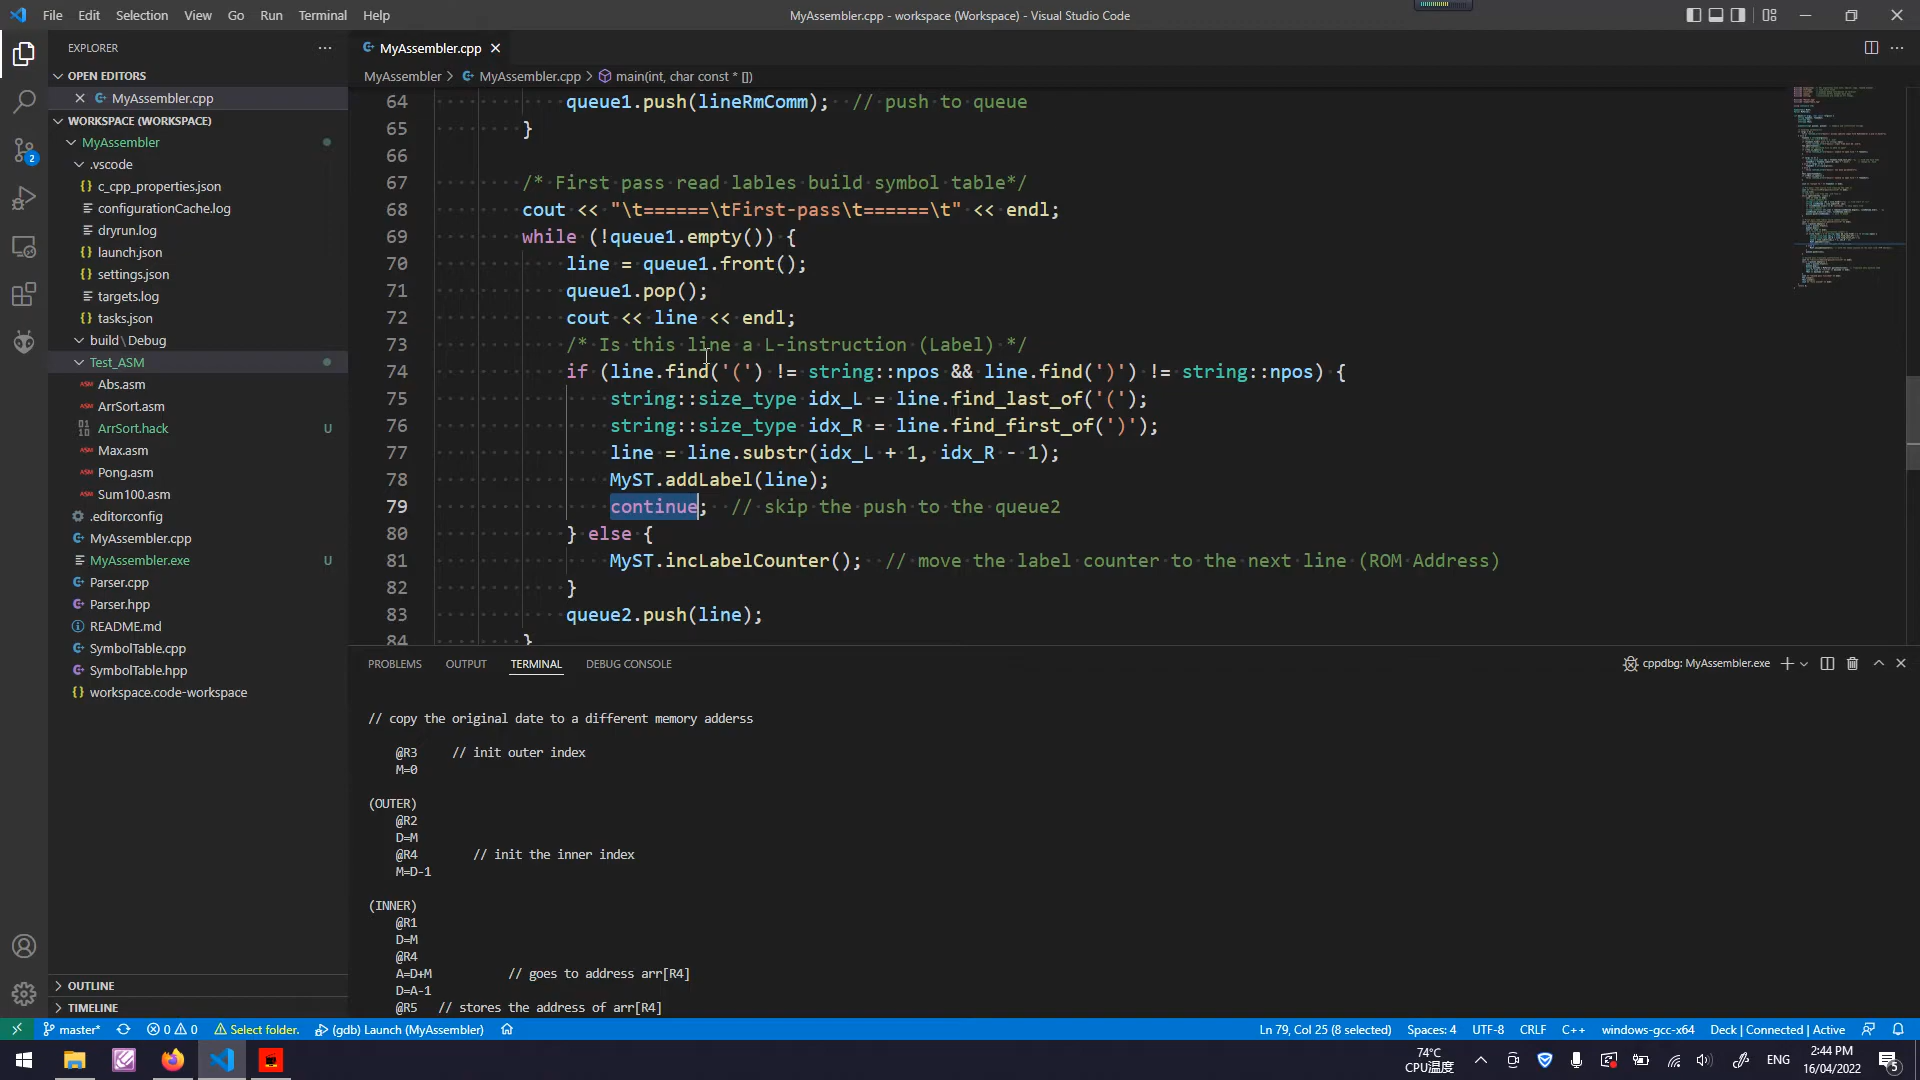 File Edit Selection View Go Run Terminal Help
MyAssembler.cpp - workspace (Workspace) - Visual Studio Code
EXPLORER
OPEN EDITORS
MyAssembler.cpp
WORKSPACE (WORKSPACE)
MyAssembler
.vscode
c_cpp_properties.json
configurationCache.log
dryrun.log
launch.json
settings.json
targets.log
tasks.json
build\Debug
Test_ASM
Abs.asm
ArrSort.asm
ArrSort.hack U
Max.asm
Pong.asm
Sum100.asm
.editorconfig
MyAssembler.cpp
MyAssembler.exe U
Parser.cpp
Parser.hpp
README.md
SymbolTable.cpp
SymbolTable.hpp
workspace.code-workspace
OUTLINE
TIMELINE
2
MyAssembler.cpp
MyAssembler > MyAssembler.cpp > main(int, char const * [])
64 queue1.push(lineRmComm); // push to queue
65 }
66
67 /* First pass read lables build symbol table*/
68 cout << "\t======\tFirst-pass\t======\t" << endl;
69 while (!queue1.empty()) {
70 line = queue1.front();
71 queue1.pop();
72 cout << line << endl;
73 /* Is this line a L-instruction (Label) */
74 if (line.find('(') != string::npos && line.find(')') != string::npos) {
75 string::size_type idx_L = line.find_last_of('(');
76 string::size_type idx_R = line.find_first_of(')');
77 line = line.substr(idx_L + 1, idx_R - 1);
78 MyST.addLabel(line);
79 continue; // skip the push to the queue2
80 } else {
81 MyST.incLabelCounter(); // move the label counter to the next line (ROM Address)
82 }
83 queue2.push(line);
84 }
PROBLEMS OUTPUT TERMINAL DEBUG CONSOLE
cppdbg: MyAssembler.exe
// copy the original date to a different memory adderss
@R3 // init outer index
M=0
(OUTER)
@R2
D=M
@R4 // init the inner index
M=D-1
(INNER)
@R1
D=M
@R4
A=D+M // goes to address arr[R4]
D=A-1
@R5 // stores the address of arr[R4]
master* 0 0 Select folder. (gdb) Launch (MyAssembler)
Ln 79, Col 25 (8 selected) Spaces: 4 UTF-8 CRLF C++ windows-gcc-x64 Deck | Connected | Active
74°C
CPU温度
ENG
2:44 PM
16/04/2022
5